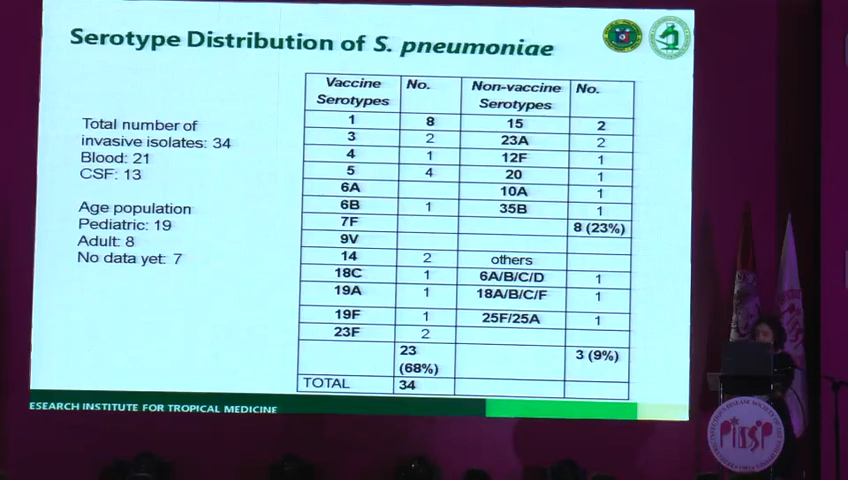 Serotype Distribution of S. pneumoniae
Total number of
invasive isolates: 34
Blood: 21
CSF: 13
Age population
Pediatric: 19
Adult: 8
No data yet: 7
Vaccine Serotypes No. Non-vaccine Serotypes No.
1 8 15 2
3 2 23A 2
4 1 12F 1
5 4 20 1
6A 10A 1
6B 1 35B 1
7F 8 (23%)
9V
14 2 others
18C 1 6A/B/C/D 1
19A 1 18A/B/C/F 1
19F 1 25F/25A 1
23F 2
23 (68%) 3 (9%)
TOTAL 34
ESEARCH INSTITUTE FOR TROPICAL MEDICINE